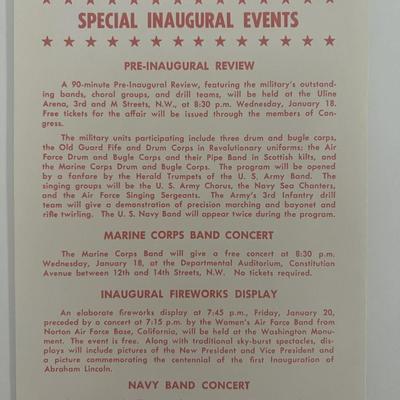 SPECIAL INAUGURAL EVENTS
PRE-INAUGURAL REVIEW
A 90-minute Pre-Inaugural Review, featuring the military's outstand-
ing bands, choral groups, and drill teams, will be held at the Uline
Arena, 3rd and M Streets, N.W., at 8:30 p.m. Wednesday, January 18.
Free tickets for the affair will be issued through the members of Con-
gress.
The military units participating include three drum and bugle corps,
the Old Guard Fife and Drum Corps in Revolutionary uniforms; the Air
Force Drum and Bugle Corps and their Pipe Band in Scottish kilts, and
the Marine Corps Drum and Bugle Corps. The program will be opened
by a fanfare by the Herald Trumpets of the U. S. Army Band. The
singing groups will be the U. S. Army Chorus, the Navy Sea Chanters,
and the Air Force Singing Sergeants. The Army's 3rd Infantry drill
team will give a demonstration of precision marching and bayonet and
rifle twirling. The U. S. Navy Band will appear twice during the program.
MARINE CORPS BAND CONCERT
The Marine Corps Band will give a free concert at 8:30 p.m.
Wednesday, January 18, at the Departmental Auditorium, Constitution
Avenue between 12th and 14th Streets, N.W. No tickets required.
INAUGURAL FIREWORKS DISPLAY
An elaborate fireworks display at 7:45 p.m., Friday, January 20,
preceded by a concert at 7:15 p.m. by the Women's Air Force Band from
Norton Air Force Base, California, will be held at the Washington Monu-
ment. The event is free. Along with traditional sky-burst spectacles, dis-
plays will include pictures of the New President and Vice President and
a picture commemorating the centennial of the first Inauguration of
Abraham Lincoln.
NAVY BAND CONCERT